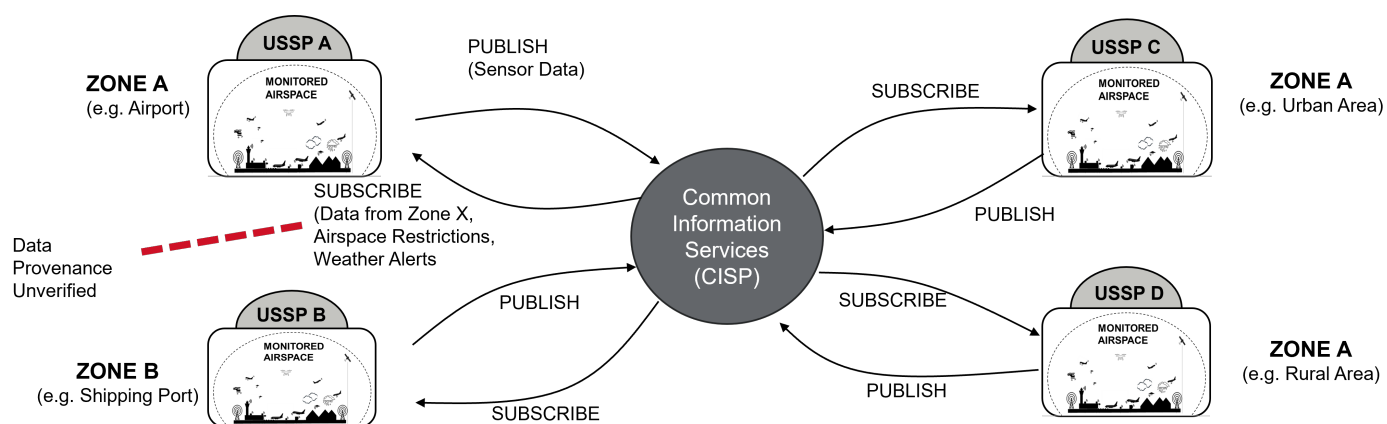 USSP A
MONITORED
AIRSPACE
ZONE A
(e.g. Airport)
PUBLISH
(Sensor Data)
SUBSCRIBE
(Data from Zone X,
Airspace Restrictions,
Weather Alerts
Data
Provenance
Unverified
USSP B
MONITORED
AIRSPACE
ZONE B
(e.g. Shipping Port)
PUBLISH
SUBSCRIBE
Common
Information
Services
(CISP)
SUBSCRIBE
PUBLISH
USSP C
MONITORED
AIRSPACE
ZONE A
(e.g. Urban Area)
SUBSCRIBE
PUBLISH
USSP D
MONITORED
AIRSPACE
ZONE A
(e.g. Rural Area)